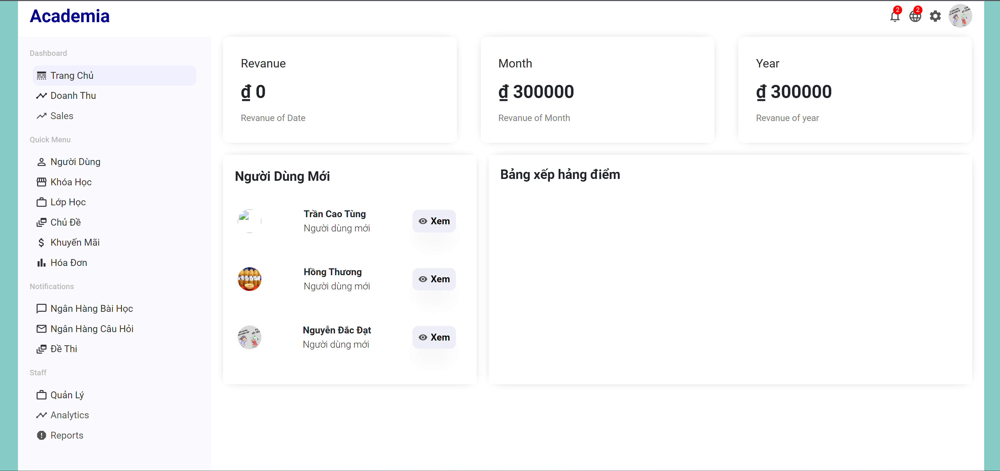 Academia
2
2
Dashboard
Trang Chủ
Doanh Thu
Sales
Quick Menu
Người Dùng
Khóa Học
Lớp Học
Chủ Đề
Khuyến Mãi
Hóa Đơn
Notifications
Ngân Hàng Bài Học
Ngân Hàng Câu Hỏi
Đề Thi
Staff
Quản Lý
Analytics
Reports
Revanue
₫ 0
Revanue of Date
Month
₫ 300000
Revanue of Month
Year
₫ 300000
Revanue of year
Người Dùng Mới
Trần Cao Tùng
Người dùng mới
Xem
Hồng Thương
Người dùng mới
Xem
Nguyễn Đắc Đạt
Người dùng mới
Xem
Bảng xếp hảng điểm